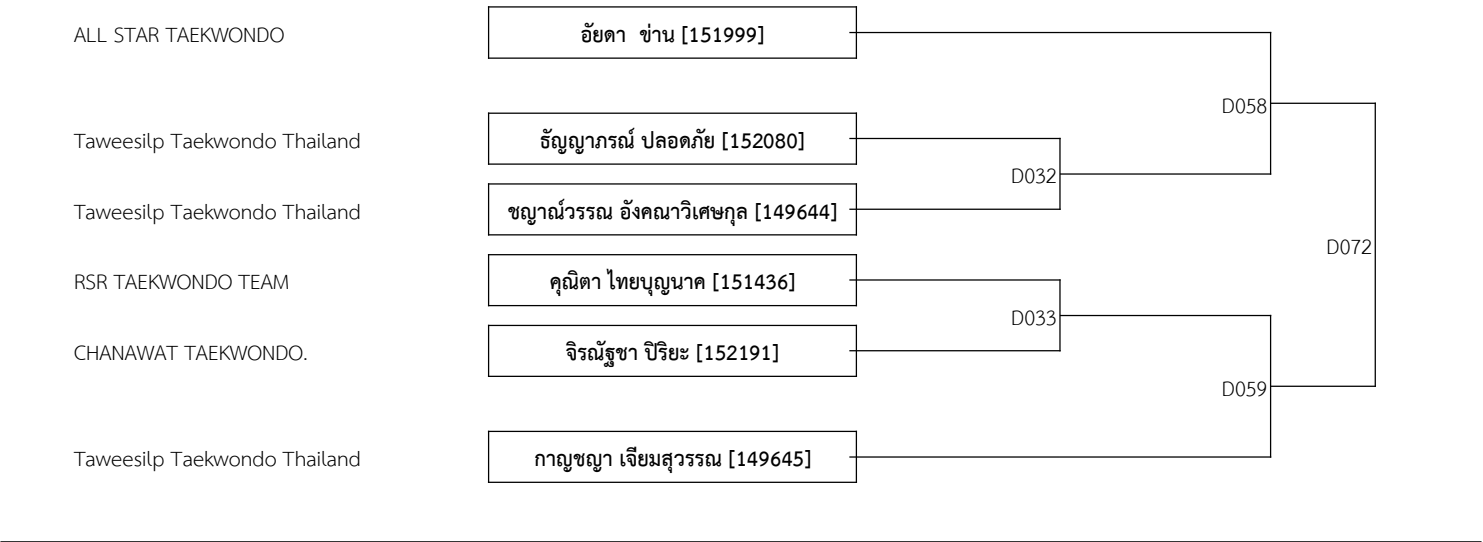 ALL STAR TAEKWONDO อัยดา  ข่าน [151999]
D058
Taweesilp Taekwondo Thailand ธัญญาภรณ์ ปลอดภัย [152080]
D032
Taweesilp Taekwondo Thailand ชญาณ์วรรณ อังคณาวิเศษกุล [149644]
D072
RSR TAEKWONDO TEAM คุณิตา ไทยบุญนาค [151436]
D033
CHANAWAT TAEKWONDO. จิรณัฐชา ปิริยะ [152191]
D059
Taweesilp Taekwondo Thailand กาญชญา เจียมสุวรรณ [149645]